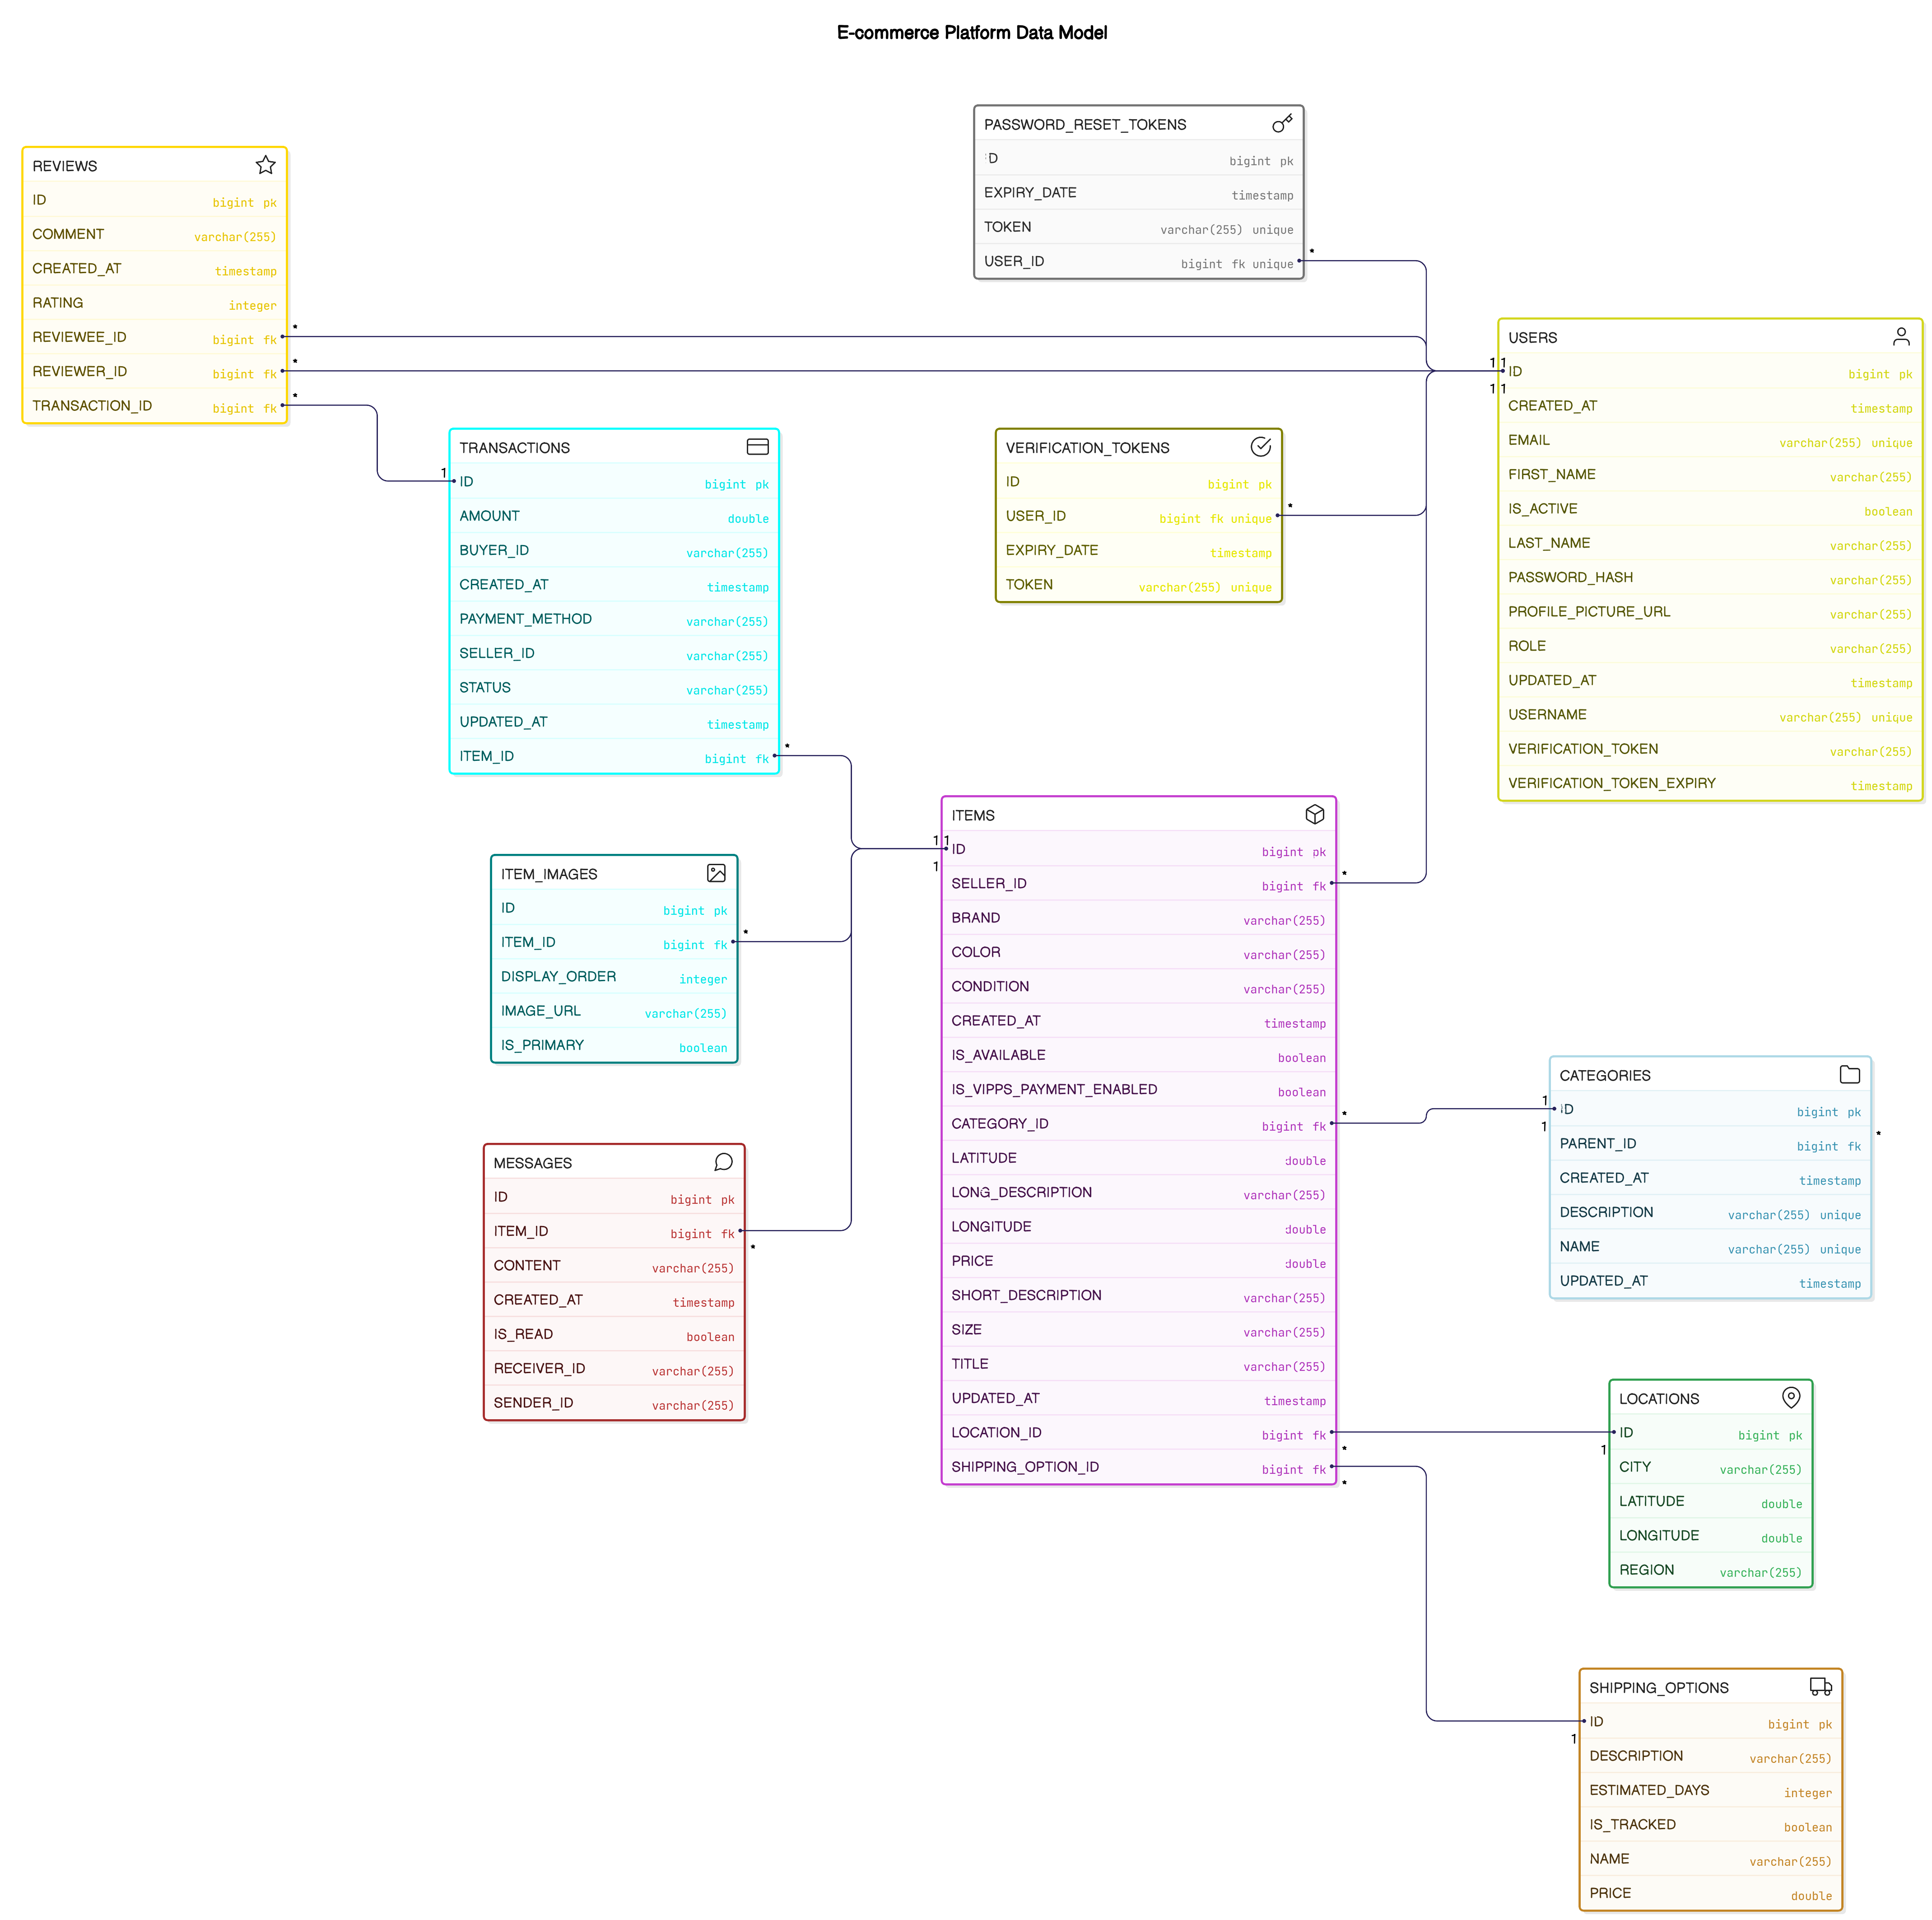 E-commerce Platform Data Model
PASSWORD_RESET_TOKENS
ID bigint pk
EXPIRY_DATE timestamp
TOKEN varchar(255) unique
USER_ID bigint fk unique
*
REVIEWS
ID bigint pk
COMMENT varchar(255)
CREATED_AT timestamp
RATING integer
REVIEWEE_ID bigint fk
*
REVIEWER_ID bigint fk
*
TRANSACTION_ID bigint fk
*
USERS
1 1
ID bigint pk
1 1
CREATED_AT timestamp
EMAIL varchar(255) unique
FIRST_NAME varchar(255)
IS_ACTIVE boolean
LAST_NAME varchar(255)
PASSWORD_HASH varchar(255)
PROFILE_PICTURE_URL varchar(255)
ROLE varchar(255)
UPDATED_AT timestamp
USERNAME varchar(255) unique
VERIFICATION_TOKEN varchar(255)
VERIFICATION_TOKEN_EXPIRY timestamp
TRANSACTIONS
1
ID bigint pk
AMOUNT double
BUYER_ID varchar(255)
CREATED_AT timestamp
PAYMENT_METHOD varchar(255)
SELLER_ID varchar(255)
STATUS varchar(255)
UPDATED_AT timestamp
ITEM_ID bigint fk
*
VERIFICATION_TOKENS
ID bigint pk
USER_ID bigint fk unique
*
EXPIRY_DATE timestamp
TOKEN varchar(255) unique
ITEMS
1 1
ID bigint pk
1
SELLER_ID bigint fk
*
BRAND varchar(255)
COLOR varchar(255)
CONDITION varchar(255)
CREATED_AT timestamp
IS_AVAILABLE boolean
IS_VIPPS_PAYMENT_ENABLED boolean
CATEGORY_ID bigint fk
*
LATITUDE double
LONG_DESCRIPTION varchar(255)
LONGITUDE double
PRICE double
SHORT_DESCRIPTION varchar(255)
SIZE varchar(255)
TITLE varchar(255)
UPDATED_AT timestamp
LOCATION_ID bigint fk
*
SHIPPING_OPTION_ID bigint fk
*
ITEM_IMAGES
ID bigint pk
ITEM_ID bigint fk
*
DISPLAY_ORDER integer
IMAGE_URL varchar(255)
IS_PRIMARY boolean
MESSAGES
ID bigint pk
ITEM_ID bigint fk
*
CONTENT varchar(255)
CREATED_AT timestamp
IS_READ boolean
RECEIVER_ID varchar(255)
SENDER_ID varchar(255)
CATEGORIES
1
ID bigint pk
1
*
PARENT_ID bigint fk
CREATED_AT timestamp
DESCRIPTION varchar(255) unique
NAME varchar(255) unique
UPDATED_AT timestamp
LOCATIONS
ID bigint pk
1
CITY varchar(255)
LATITUDE double
LONGITUDE double
REGION varchar(255)
SHIPPING_OPTIONS
ID bigint pk
1
DESCRIPTION varchar(255)
ESTIMATED_DAYS integer
IS_TRACKED boolean
NAME varchar(255)
PRICE double